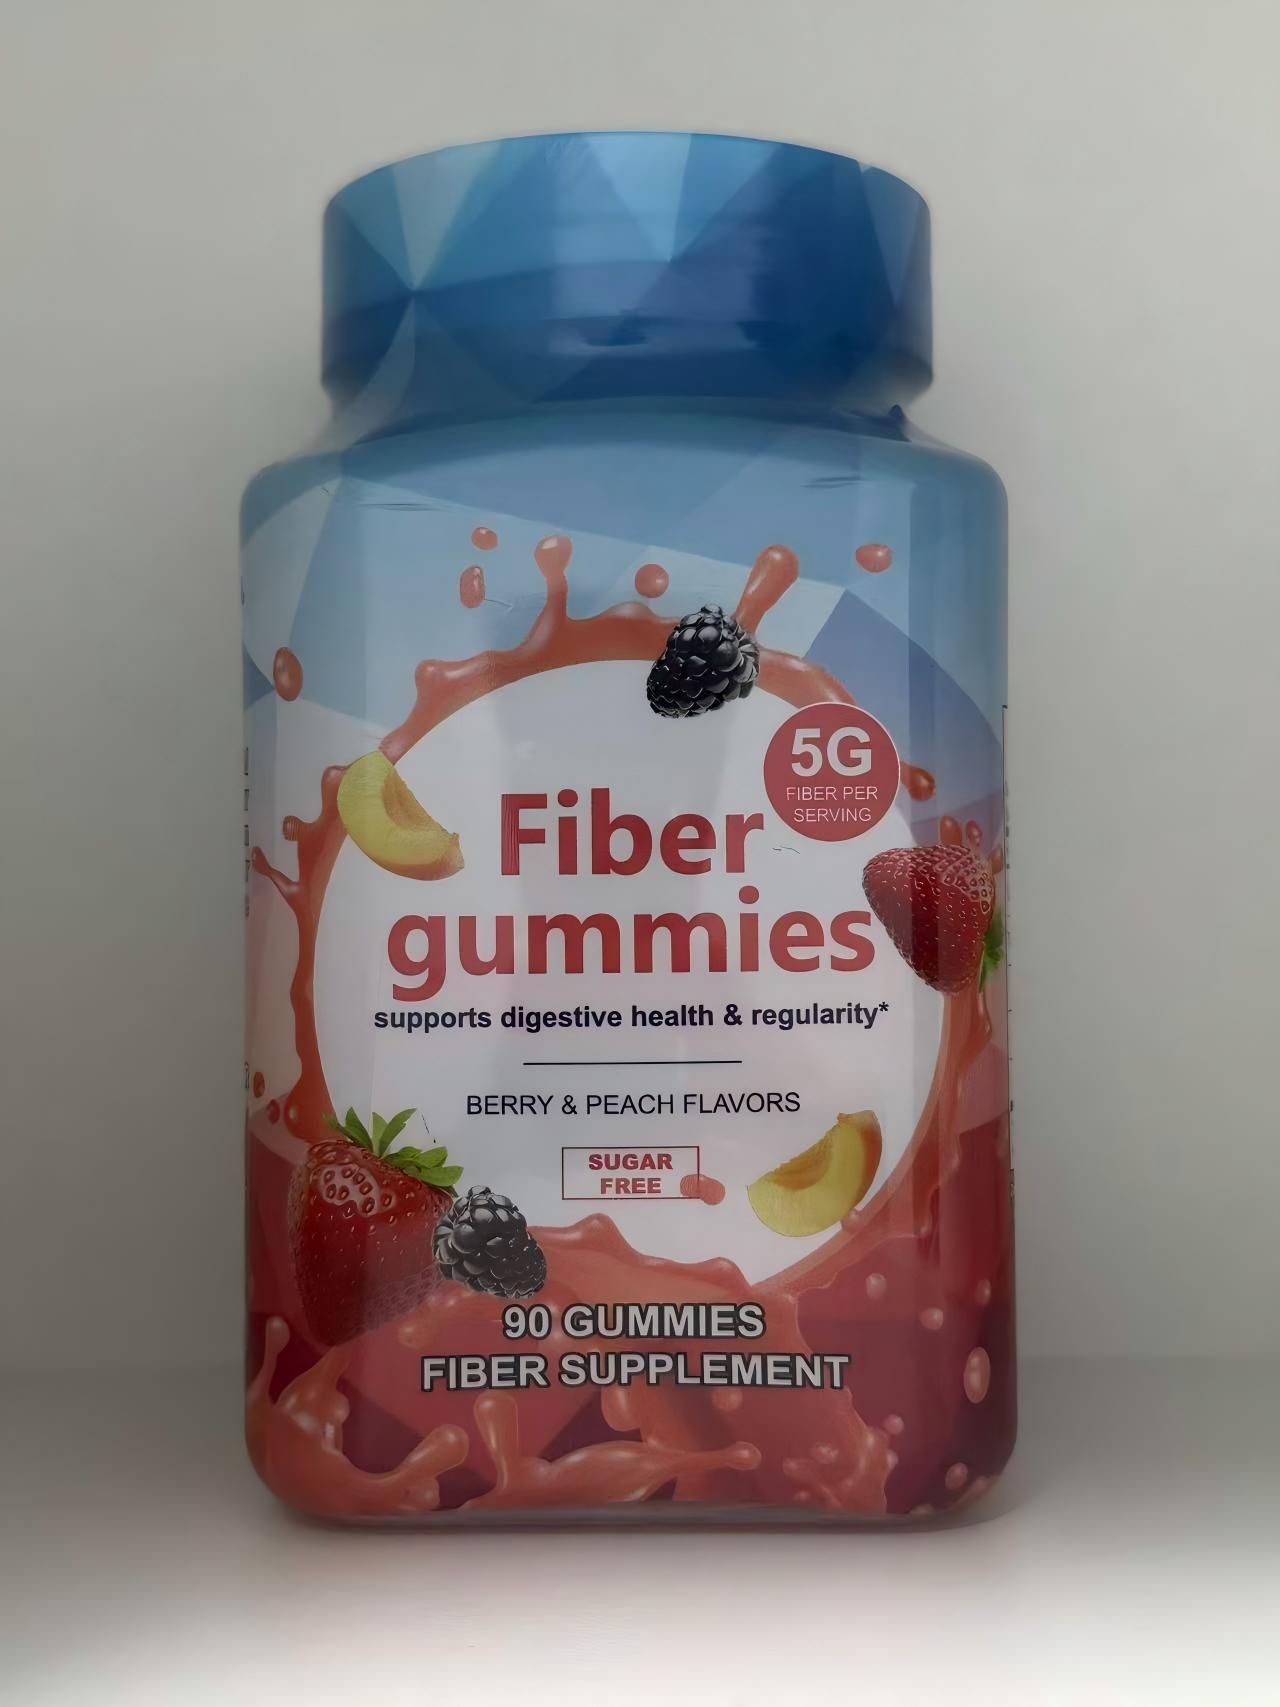 5G
FIBER PER
SERVING
Fiber
gummies
supports digestive health & regularity*
BERRY & PEACH FLAVORS
SUGAR
FREE
90 GUMMIES
FIBER SUPPLEMENT